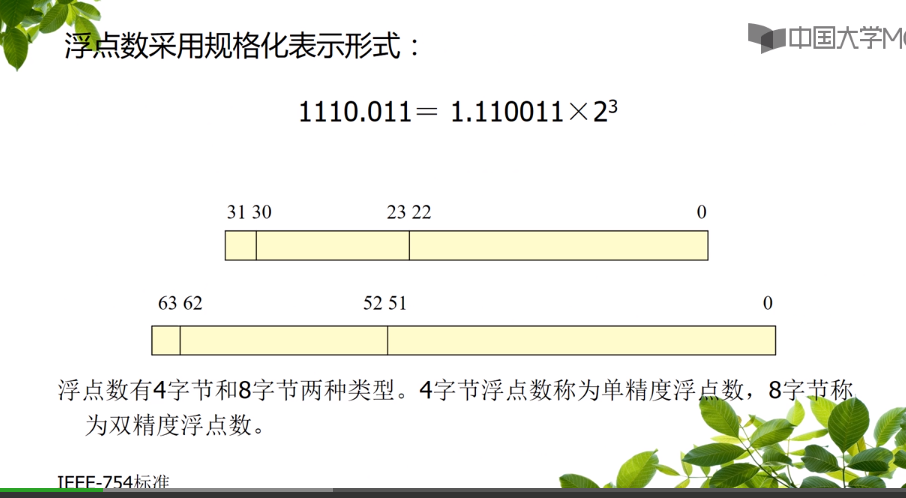 浮点数采用规格化表示形式：
中国大学M
1110.011＝ 1.110011×2³
31 30 23 22 0
63 62 52 51 0
浮点数有4字节和8字节两种类型。4字节浮点数称为单精度浮点数，8字节称
为双精度浮点数。
IEEE-754标准